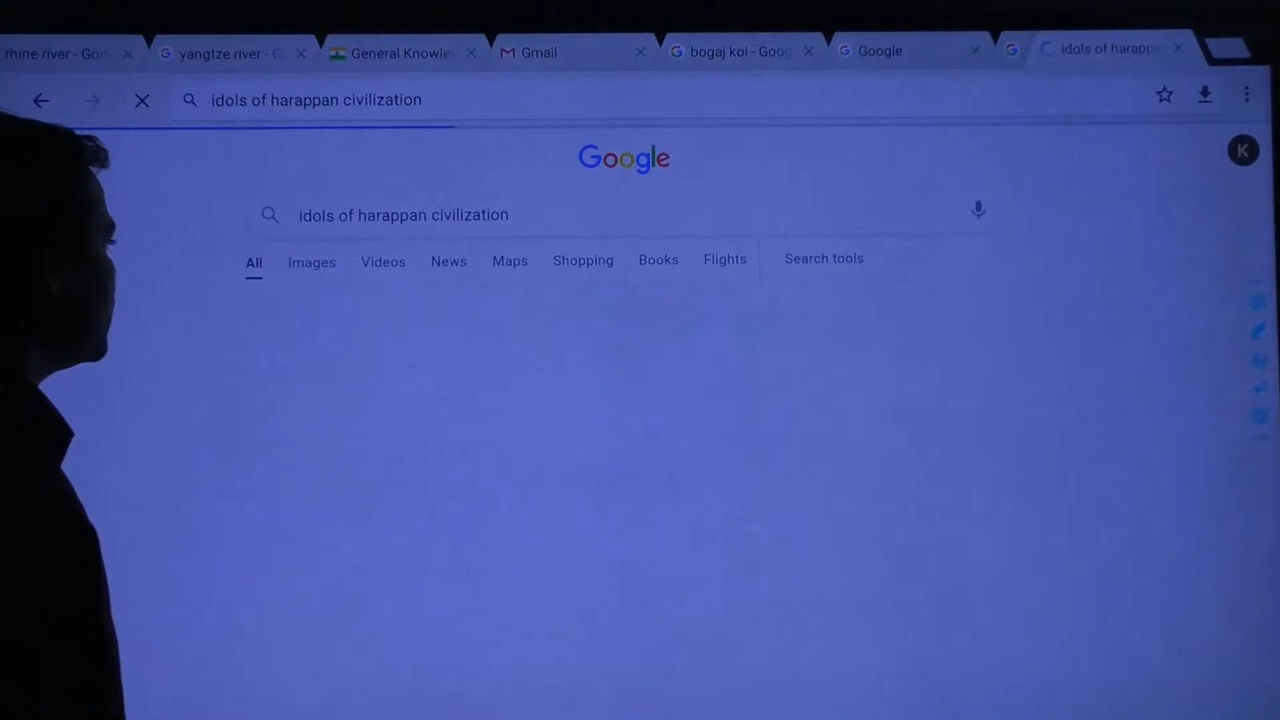 rhine river - Goo
yangtze river - G
General Knowle
Gmail
bogaj koi - Goog
Google
idols of harapp
idols of harappan civilization
Google
K
idols of harappan civilization
All Images Videos News Maps Shopping Books Flights Search tools